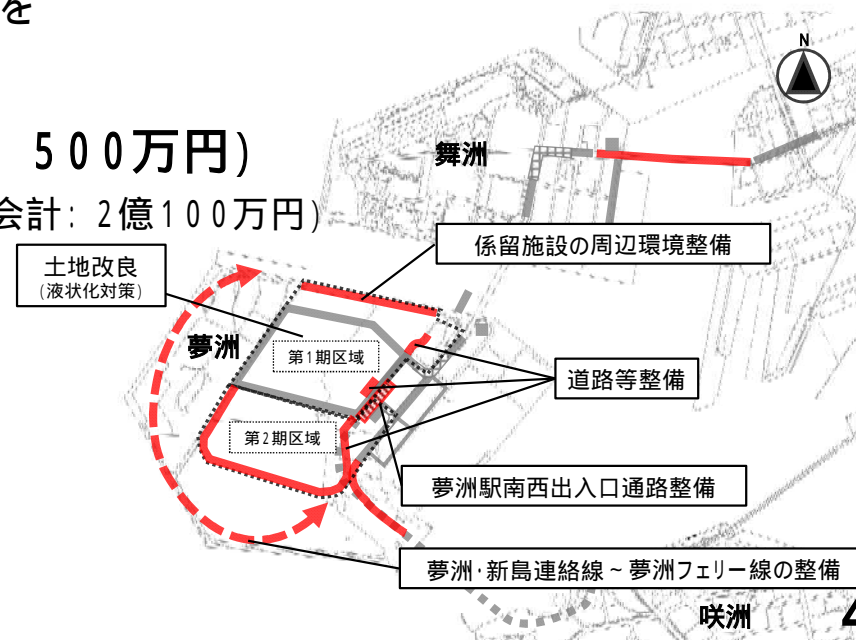 を
N
500万円)
舞洲
会計: 2億100万円)
係留施設の周辺環境整備
土地改良
(液状化対策)
夢洲
第1期区域
道路等整備
第2期区域
夢洲駅南西出入口通路整備
夢洲・新島連絡線~夢洲フェリー線の整備
咲洲